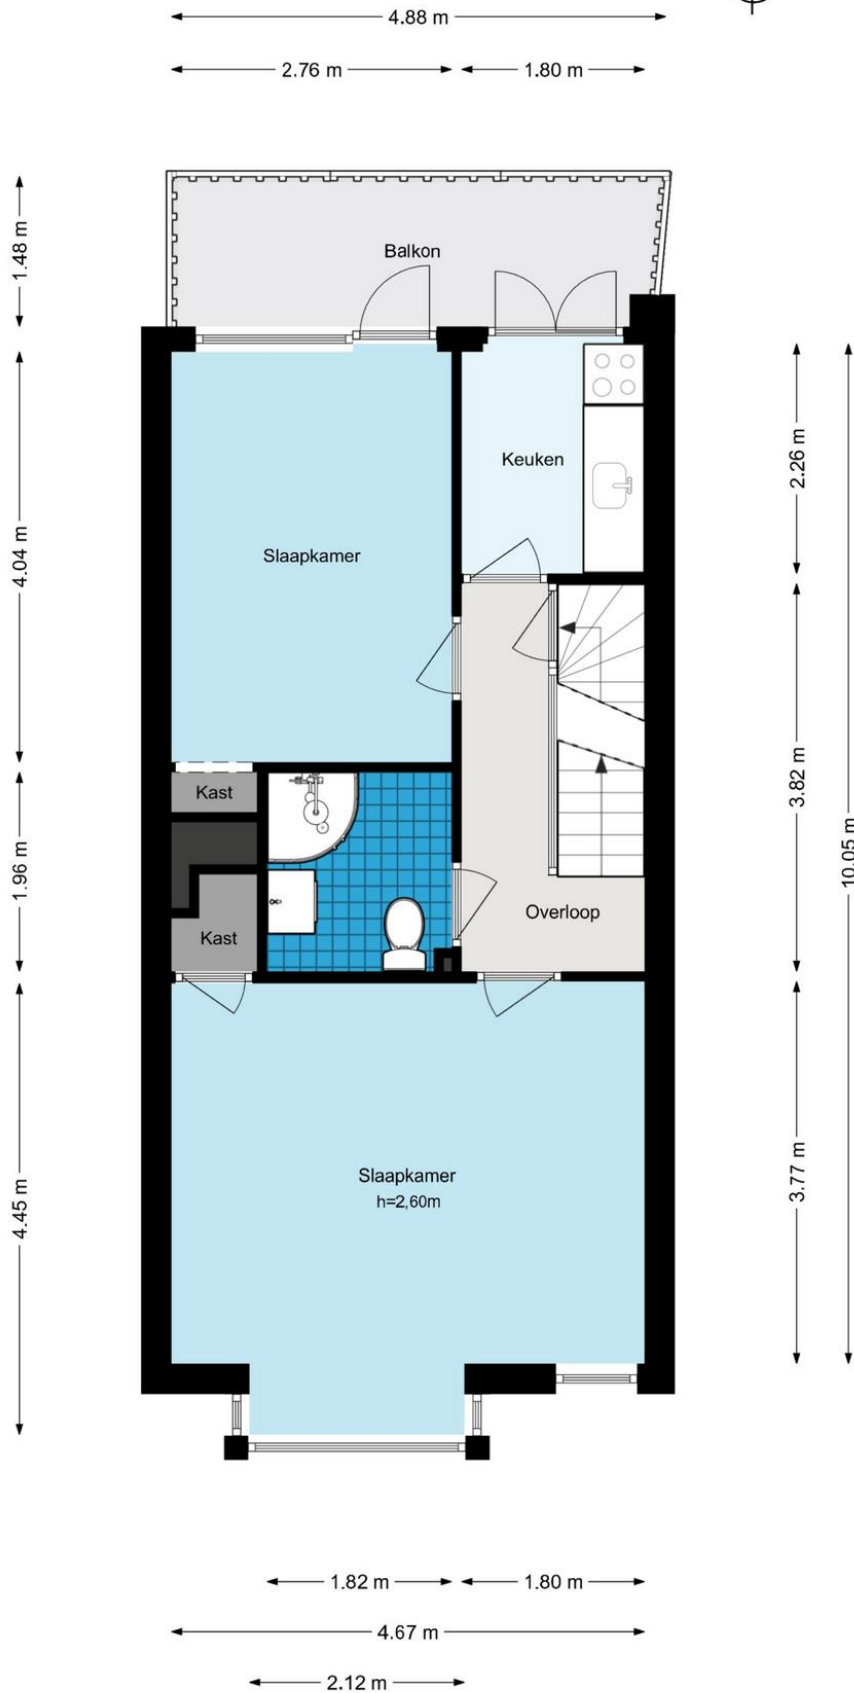 4.88 m
2.76 m
1.80 m
1.48 m
Balkon
2.26 m
Keuken
4.04 m
Slaapkamer
3.82 m
Kast
10.05 m
1.96 m
Overloop
Kast
3.77 m
Slaapkamer
h=2,60m
4.45 m
1.82 m
1.80 m
4.67 m
2.12 m